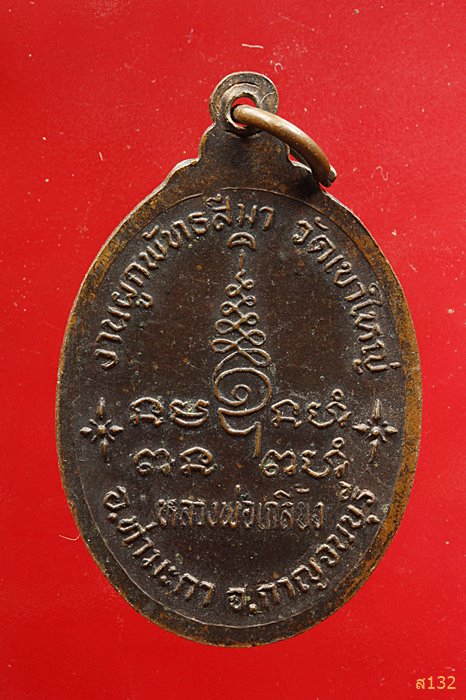 งานผูกพัทธสีมา วัดเขาใหญ่
หลวงพ่อเกลี้ยง
อ.ท่ามะกา จ.กาญจนบุรี
ส132